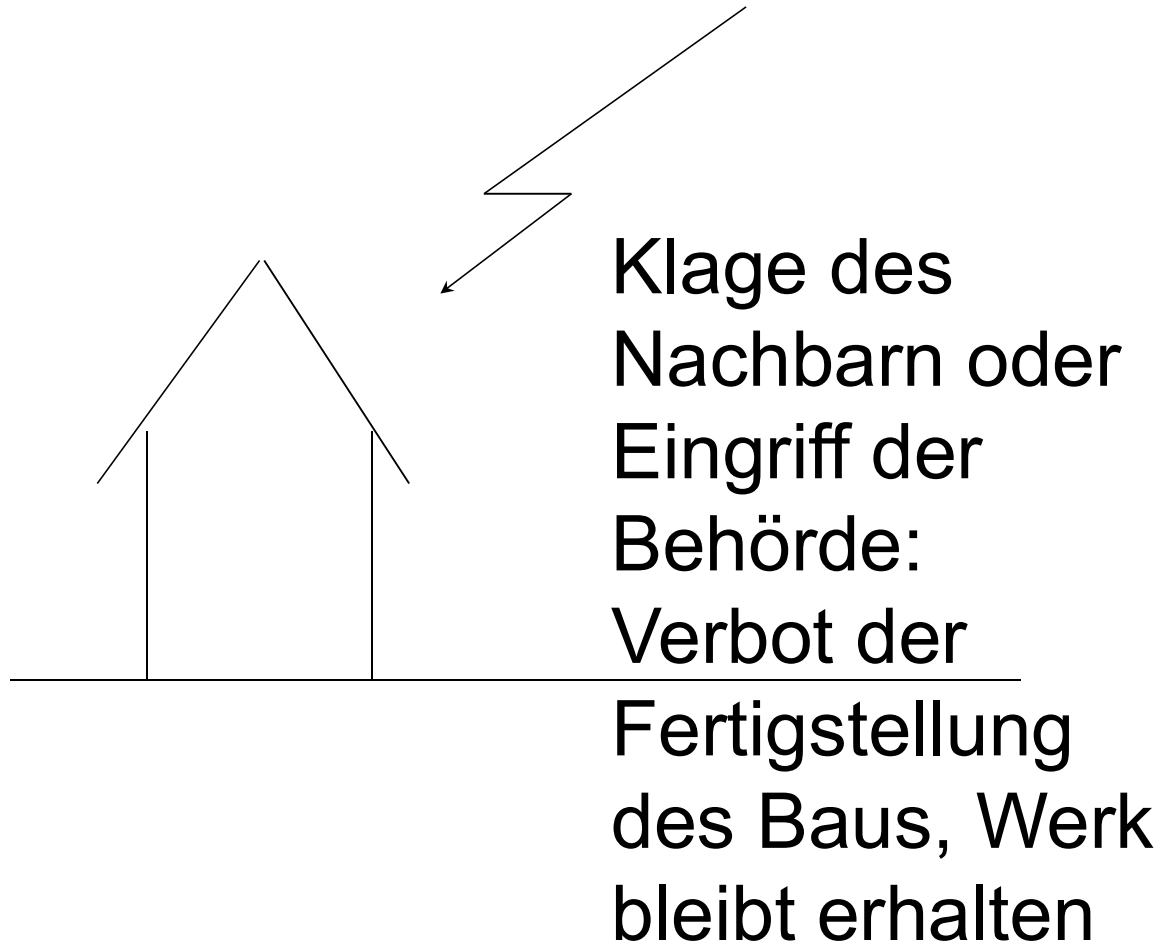 Klage des
Nachbarn oder
Eingriff der
Behörde:
Verbot der
Fertigstellung
des Baus, Werk
bleibt erhalten